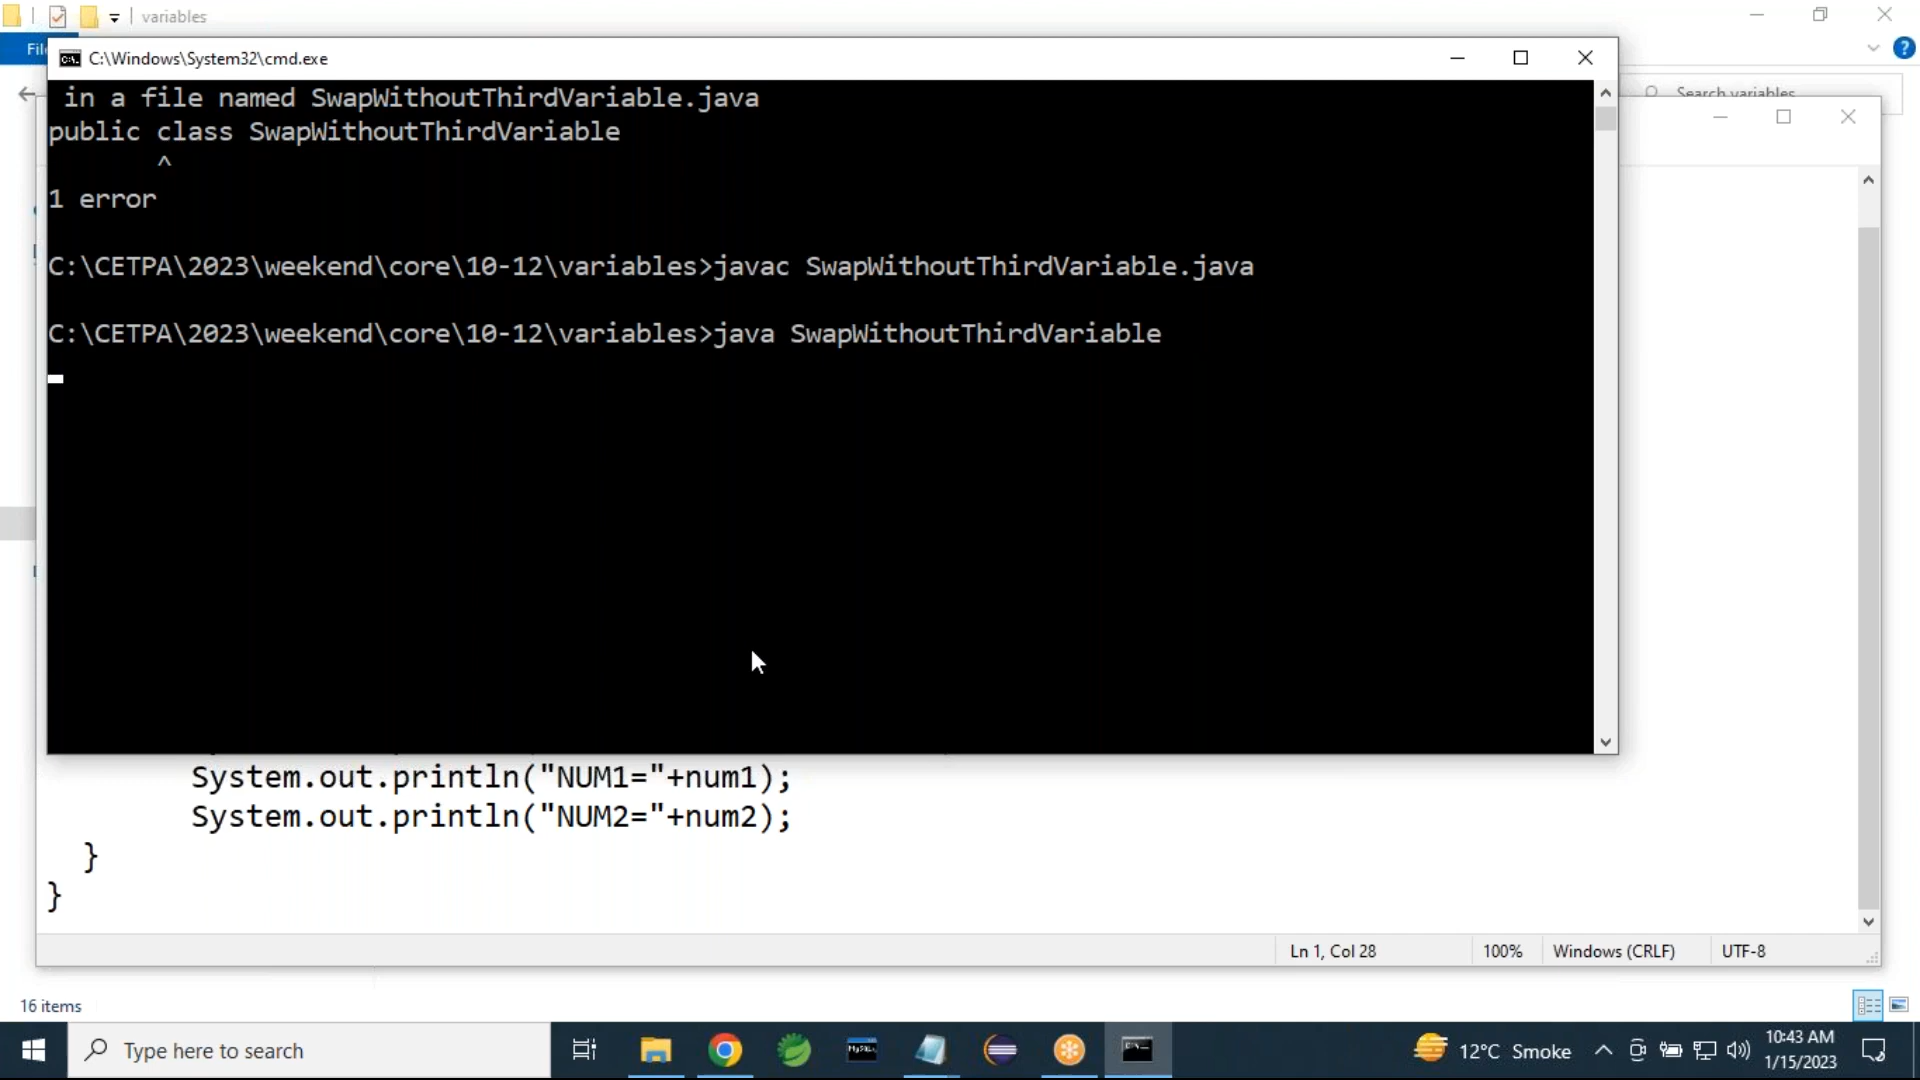 variables
File
C:\Windows\System32\cmd.exe
Search variables
in a file named SwapWithoutThirdVariable.java
public class SwapWithoutThirdVariable
^
1 error
C:\CETPA\2023\weekend\core\10-12\variables>javac SwapWithoutThirdVariable.java
C:\CETPA\2023\weekend\core\10-12\variables>java SwapWithoutThirdVariable
System.out.println("NUM1="+num1);
System.out.println("NUM2="+num2);
}
}
Ln 1, Col 28
100%
Windows (CRLF)
UTF-8
16 items
Type here to search
MySQL
12°C Smoke
10:43 AM
1/15/2023